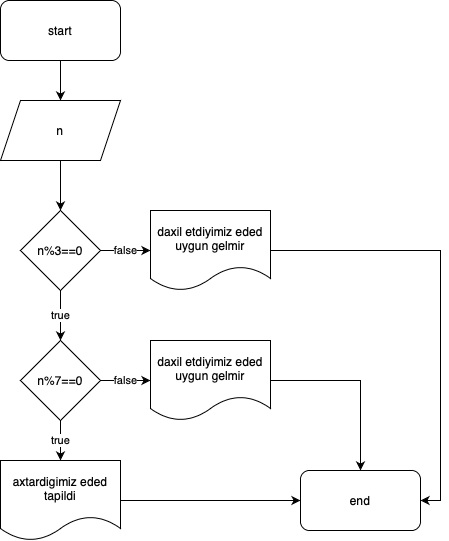 start
n
n%3==0
false
daxil etdiyimiz eded
uygun gelmir
true
n%7==0
false
daxil etdiyimiz eded
uygun gelmir
true
axtardigimiz eded
tapildi
end